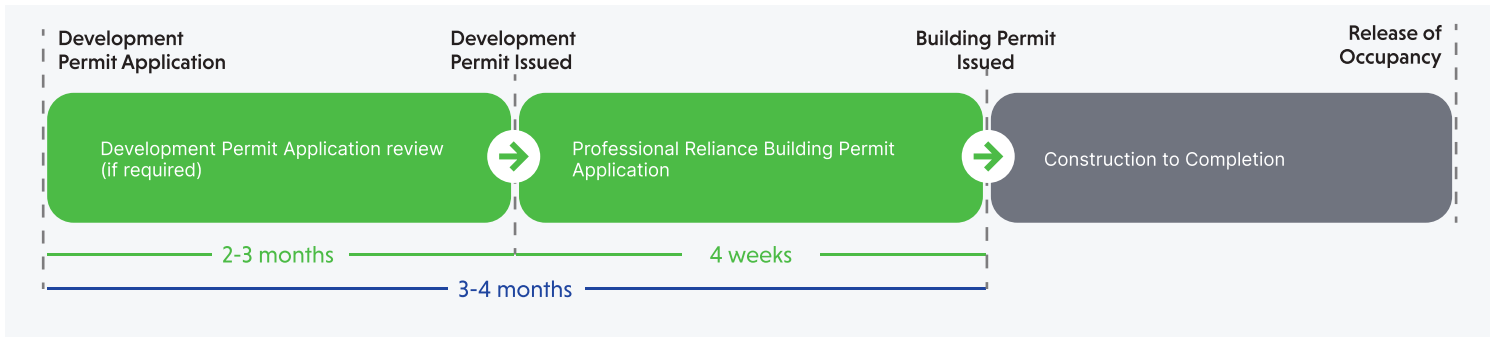 Development
Permit Application
Development
Permit Issued
Building Permit
Issued
Release of
Occupancy
Development Permit Application review
(if required)
Professional Reliance Building Permit
Application
Construction to Completion
2-3 months
4 weeks
3-4 months